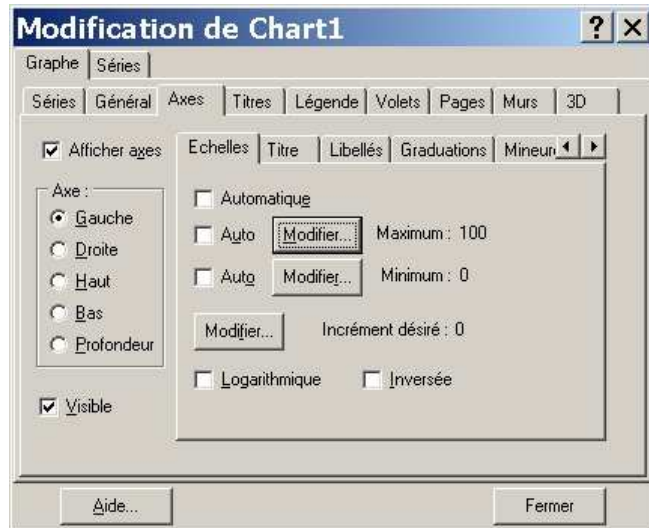 Modification de Chart1 ? ×
Graphe Séries
Séries Général Axes Titres Légende Volets Pages Murs 3D
Afficher axes
Echelles Titre Libellés Graduations
Axe :
Gauche
Droite
Haut
Bas
Profondeur
Visible
Automatique
Auto Modifier... Maximum : 100
Auto Modifier... Minimum : 0
Modifier... Incrément désiré : 0
Logarithmique Inversée
Aide... Fermer